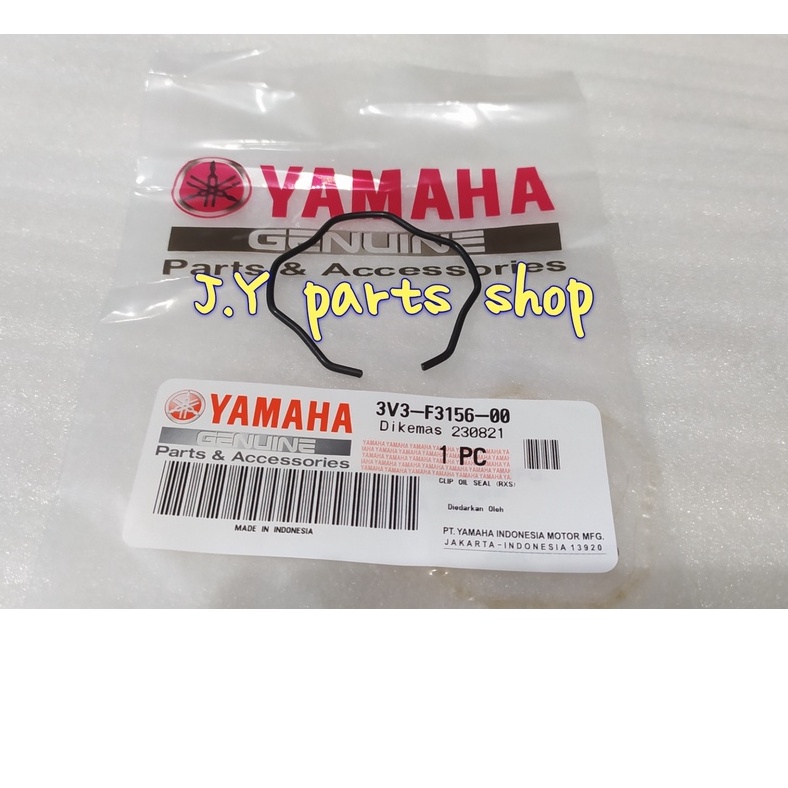 YAMAHA
GENUINE
Parts & Accessories
J.Y parts shop
YAMAHA
GENUINE
Parts & Accessories
MADE IN INDONESIA
3V3-F3156-00
Dikemas 230821
1 PC
CLIP OIL SEAL (RXS)
Diedarkan Oleh
PT. YAMAHA INDONESIA MOTOR MFG.
JAKARTA-INDONESIA 13920